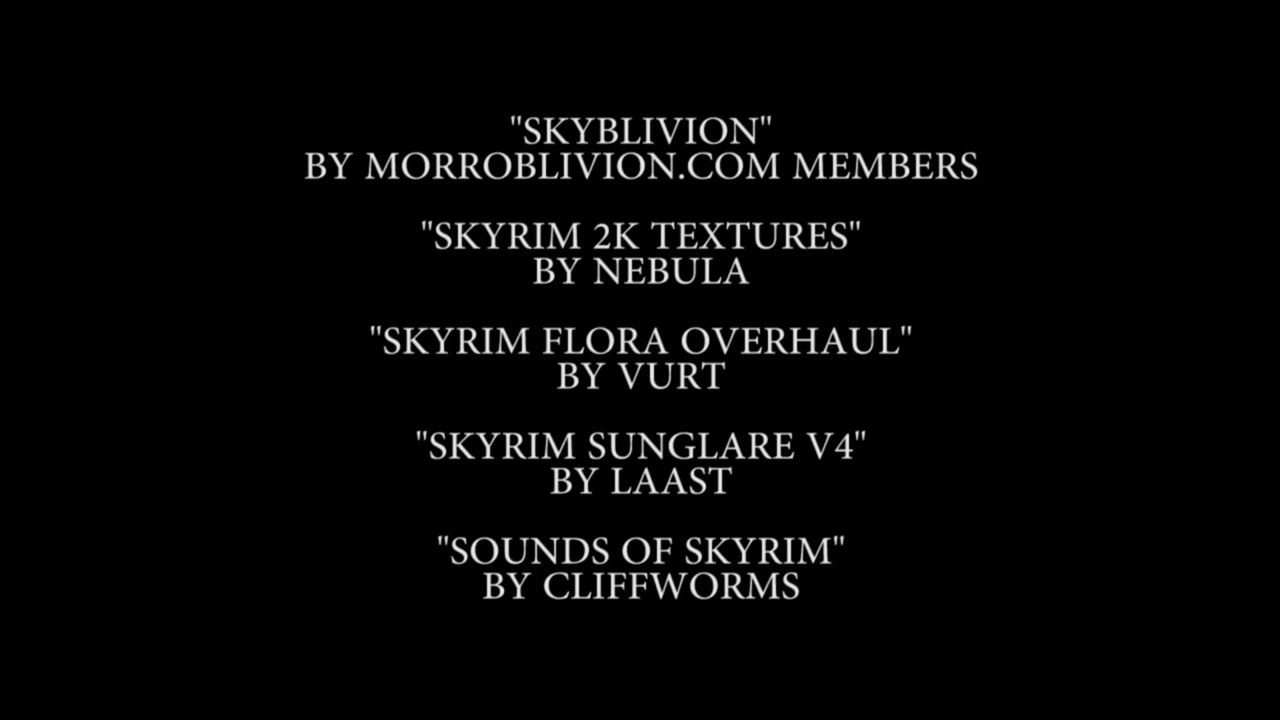 "SKYBLIVION"
BY MORROBLIVION.COM MEMBERS
"SKYRIM 2K TEXTURES"
BY NEBULA
"SKYRIM FLORA OVERHAUL"
BY VURT
"SKYRIM SUNGLARE V4"
BY LAAST
"SOUNDS OF SKYRIM"
BY CLIFFWORMS